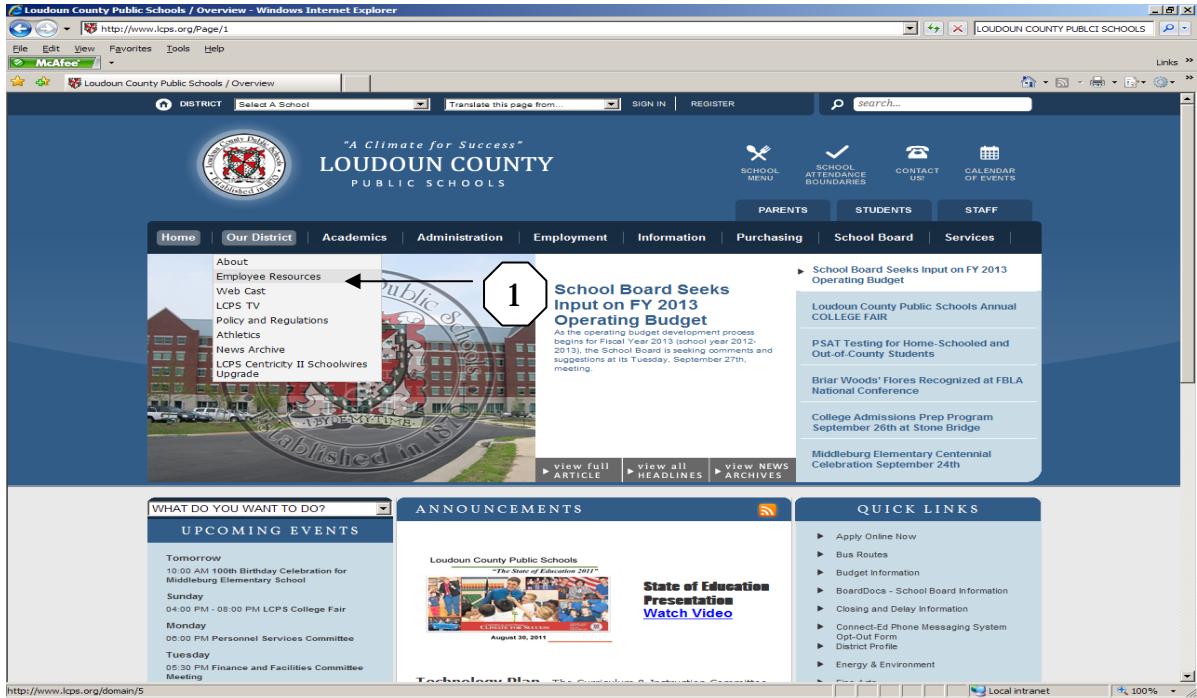 Loudoun County Public Schools / Overview - Windows Internet Explorer
http://www.lcps.org/Page/1
LOUDOUN COUNTY PUBLCI SCHOOLS
File Edit View Favorites Tools Help
McAfee
Links »
Loudoun County Public Schools / Overview
DISTRICT Select A School Translate this page from... SIGN IN REGISTER search...
"A Climate for Success"
LOUDOUN COUNTY
PUBLIC SCHOOLS
SCHOOL MENU
SCHOOL ATTENDANCE BOUNDARIES
CONTACT US!
CALENDAR OF EVENTS
PARENTS STUDENTS STAFF
Home Our District Academics Administration Employment Information Purchasing School Board Services
About
Employee Resources
Web Cast
LCPS TV
Policy and Regulations
Athletics
News Archive
LCPS Centricity II Schoolwires
Upgrade
1
School Board Seeks
Input on FY 2013
Operating Budget
As the operating budget development process
begins for Fiscal Year 2013 (school year 2012-
2013), the School Board is seeking comments and
suggestions at its Tuesday, September 27th,
meeting.
view full ARTICLE
view all HEADLINES
view NEWS ARCHIVES
School Board Seeks Input on FY 2013
Operating Budget
Loudoun County Public Schools Annual
COLLEGE FAIR
PSAT Testing for Home-Schooled and
Out-of-County Students
Briar Woods' Flores Recognized at FBLA
National Conference
College Admissions Prep Program
September 26th at Stone Bridge
Middleburg Elementary Centennial
Celebration September 24th
WHAT DO YOU WANT TO DO?
UPCOMING EVENTS
Tomorrow
10:00 AM 100th Birthday Celebration for
Middleburg Elementary School
Sunday
04:00 PM - 08:00 PM LCPS College Fair
Monday
06:00 PM Personnel Services Committee
Tuesday
05:30 PM Finance and Facilities Committee
Meeting
ANNOUNCEMENTS
Loudoun County Public Schools
"The State of Education 2011"
CLIMATE FOR SUCCESS
August 30, 2011
State of Education
Presentation
Watch Video
Technology Plan - The Curriculum & Instruction Committee
QUICK LINKS
Apply Online Now
Bus Routes
Budget Information
BoardDocs - School Board Information
Closing and Delay Information
Connect-Ed Phone Messaging System
Opt-Out Form
District Profile
Energy & Environment
Fine Arts
http://www.lcps.org/domain/5
Local intranet
100%